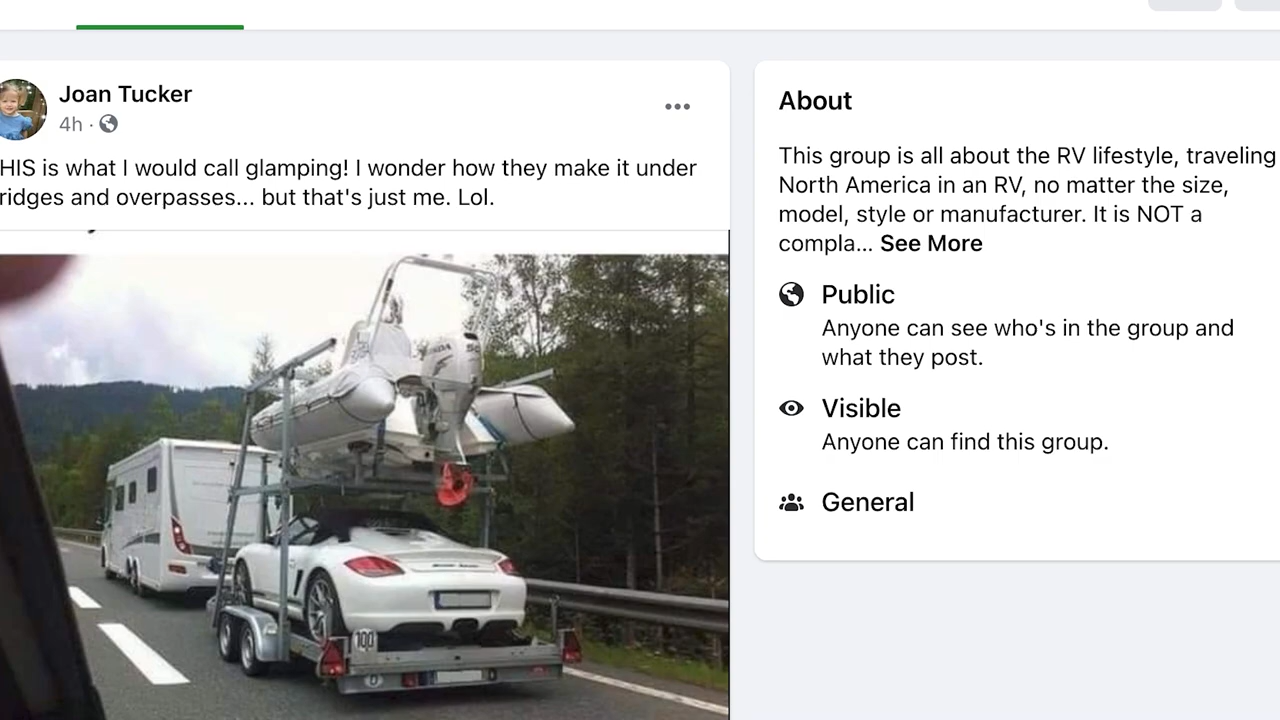 Joan Tucker
4h ·
HIS is what I would call glamping! I wonder how they make it under
ridges and overpasses... but that's just me. Lol.
100
D
About
This group is all about the RV lifestyle, traveling
North America in an RV, no matter the size,
model, style or manufacturer. It is NOT a
compla... See More
Public
Anyone can see who's in the group and
what they post.
Visible
Anyone can find this group.
General